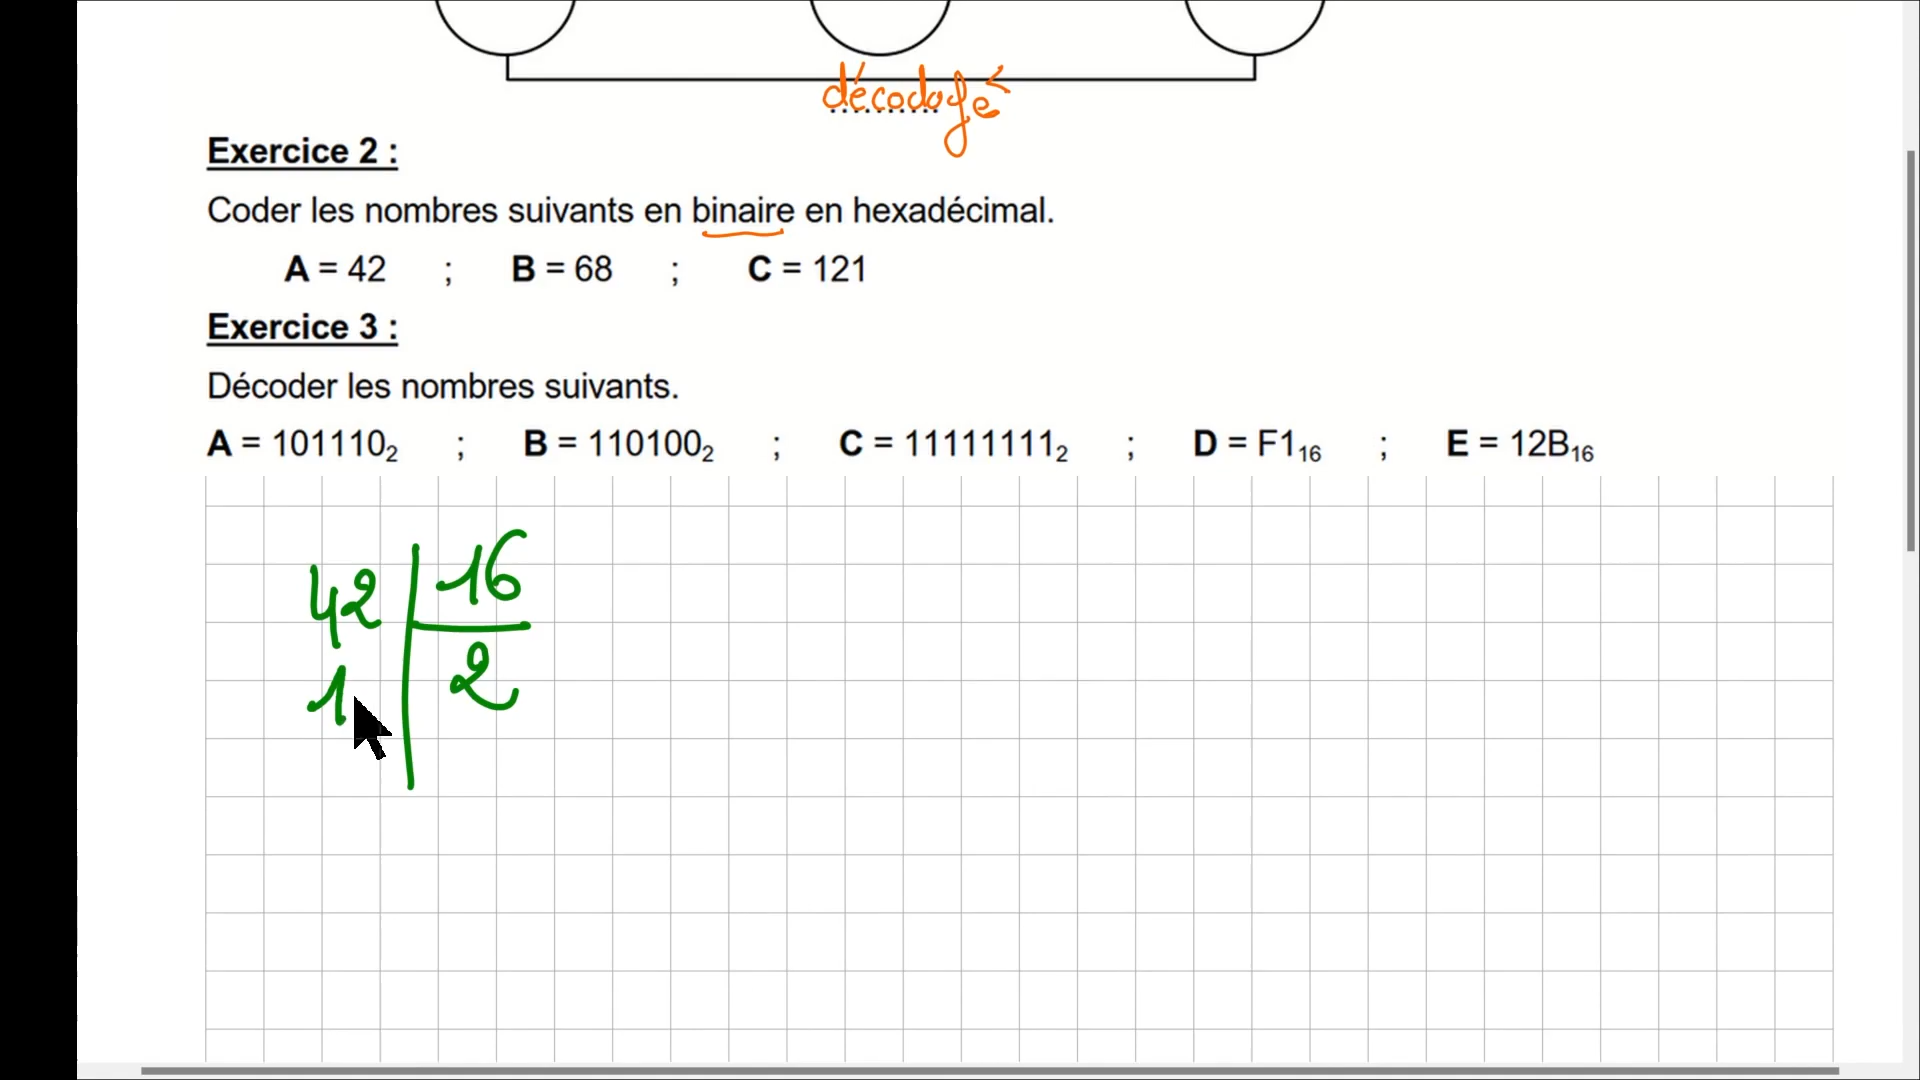 décodage
Exercice 2 :
Coder les nombres suivants en binaire en hexadécimal.
A = 42 ; B = 68 ; C = 121
Exercice 3 :
Décoder les nombres suivants.
A = 101110₂ ; B = 110100₂ ; C = 11111111₂ ; D = F1₁₆ ; E = 12B₁₆
42 16
1 2